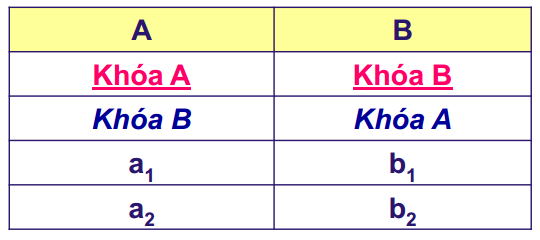 A B
Khóa A Khóa B
Khóa B Khóa A
a1 b1
a2 b2